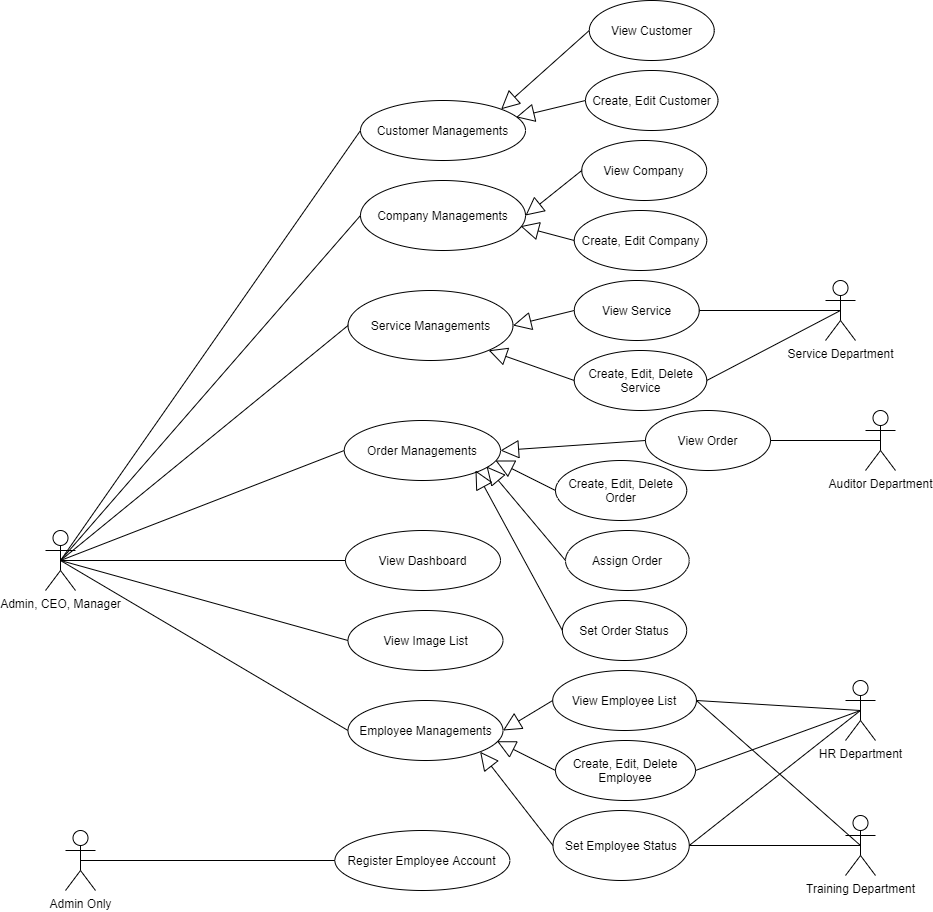 View Customer
Create, Edit Customer
Customer Managements
View Company
Company Managements
Create, Edit Company
View Service
Service Managements
Service Department
Create, Edit, Delete
Service
View Order
Order Managements
Auditor Department
Create, Edit, Delete
Order
View Dashboard
Assign Order
Admin, CEO, Manager
Set Order Status
View Image List
View Employee List
Employee Managements
HR Department
Create, Edit, Delete
Employee
Set Employee Status
Register Employee Account
Training Department
Admin Only